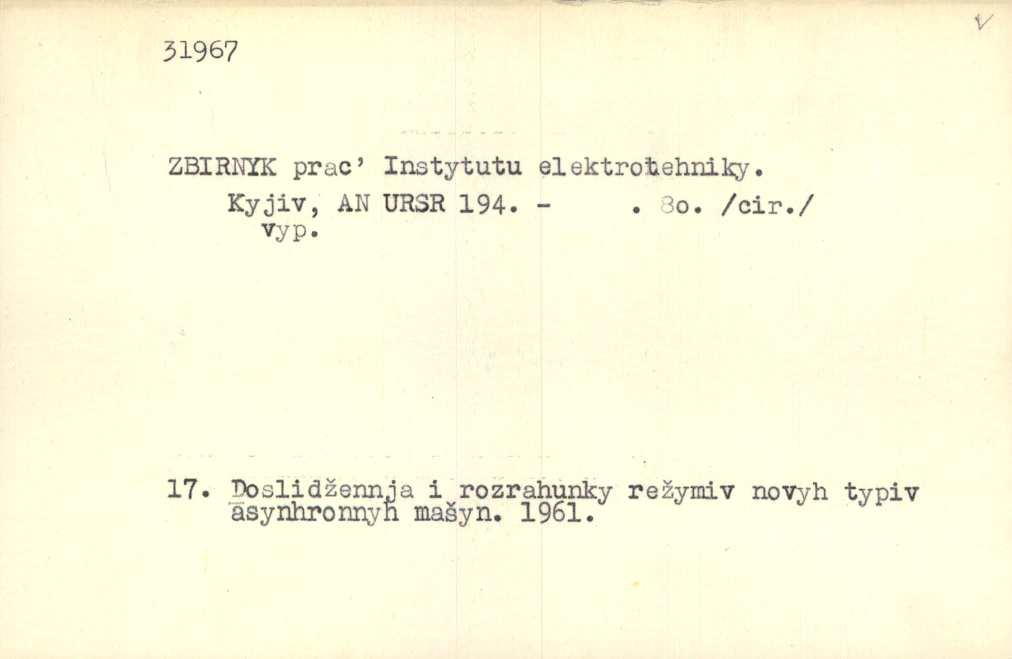 31967
ZBIRNYK prac' Instytutu elektrotehniky.
Kyjiv, AN URSR 194. - . 8o. /cir./
vyp.
17. Doslidžennja i rozrahunky režymiv novyh typiv
asynhronnyh mašyn. 1961.